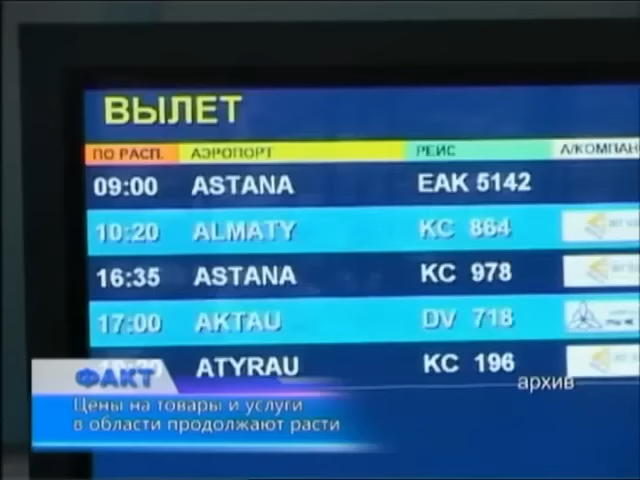 ВЫЛЕТ
ПО РАСП. АЭРОПОРТ РЕЙС А/КОМПАН
09:00 ASTANA EAK 5142
10:20 ALMATY KC 864
16:35 ASTANA KC 978
17:00 AKTAU DV 718
ATYRAU KC 196
архив
ФАКТ
Цены на товары и услуги
в области продолжают расти